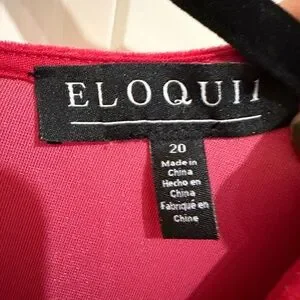 ELOQUII
20
Made in
China
Hecho en
China
Fabriqué en
Chine